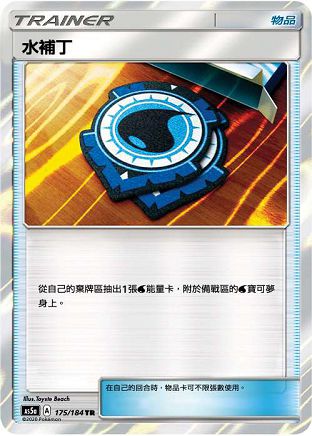 TRAINER 物品
水補丁
從自己的棄牌區抽出1張💧能量卡，附於備戰區的💧寶可夢
身上。
Illus. Toyste Beach
AS5a A 175/184 TR
©2020 Pokémon
在自己的回合時，物品卡可不限張數使用。